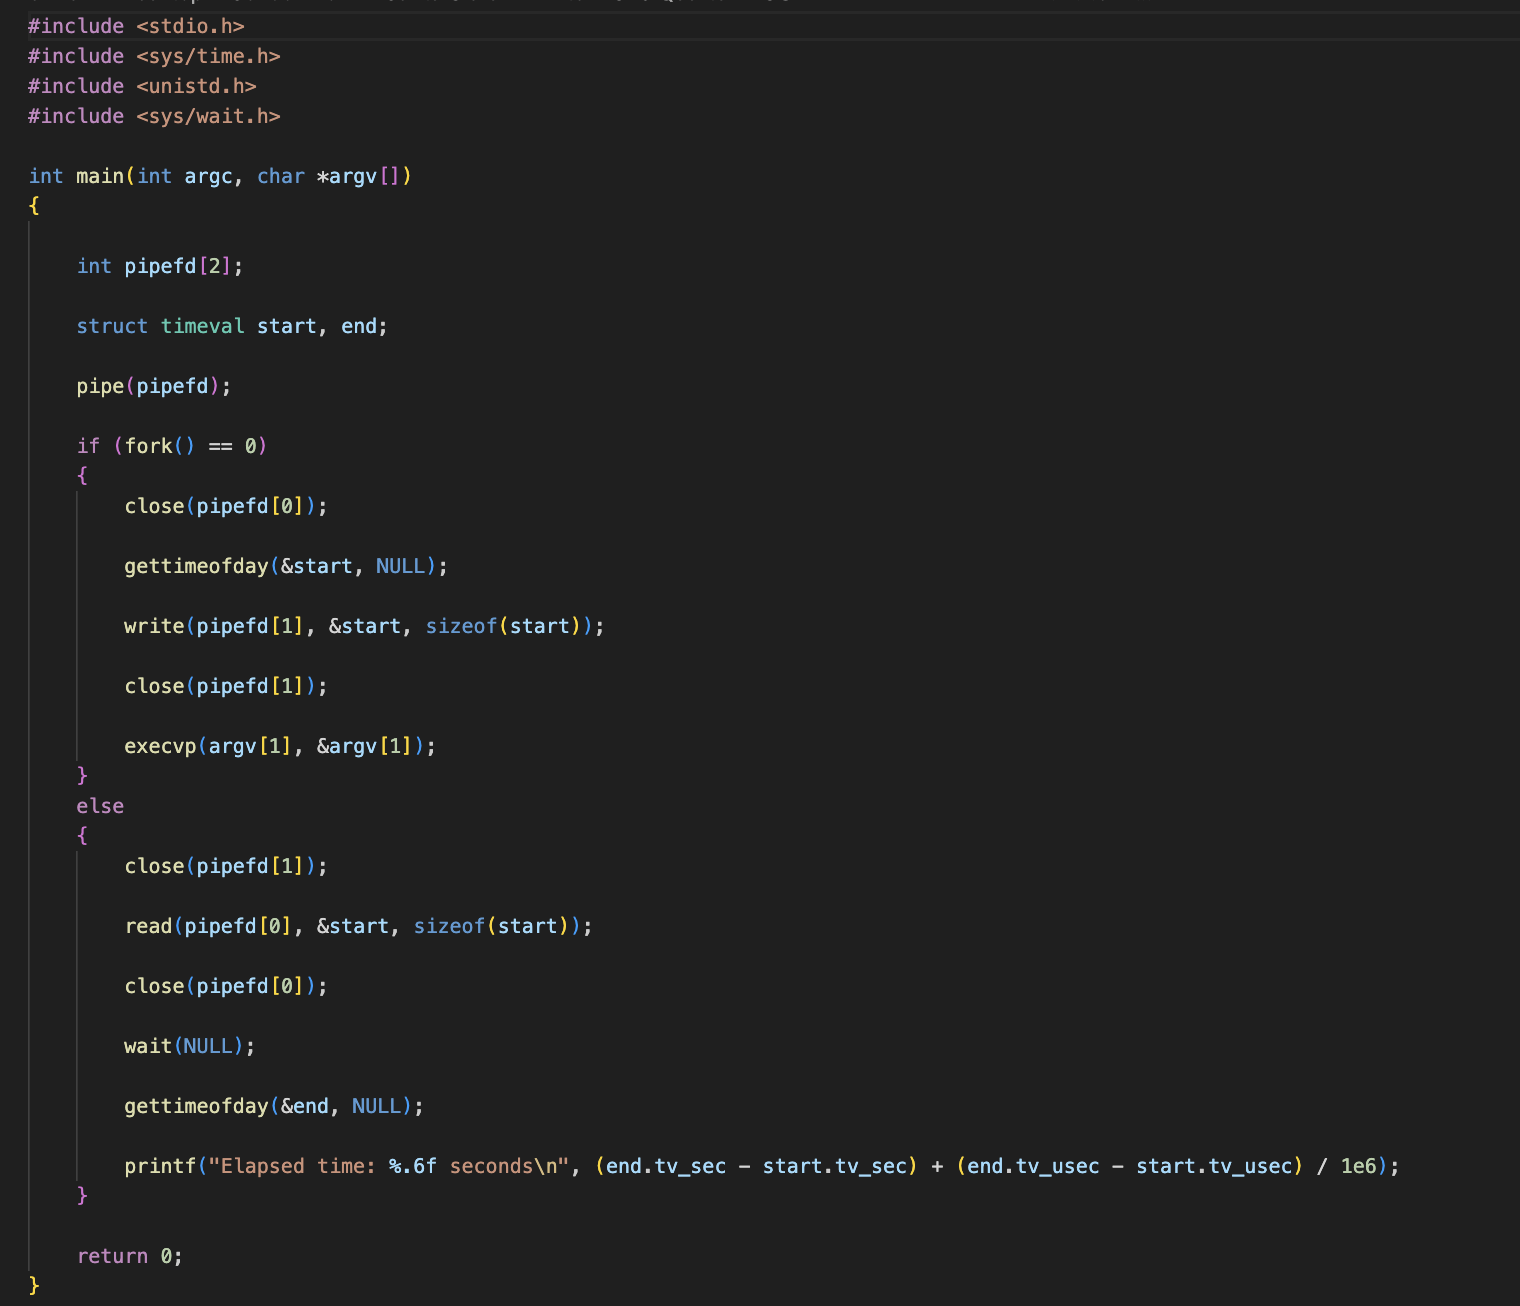 #include <stdio.h>
#include <sys/time.h>
#include <unistd.h>
#include <sys/wait.h>
int main(int argc, char *argv[])
{
int pipefd[2];
struct timeval start, end;
pipe(pipefd);
if (fork() == 0)
{
close(pipefd[0]);
gettimeofday(&start, NULL);
write(pipefd[1], &start, sizeof(start));
close(pipefd[1]);
execvp(argv[1], &argv[1]);
}
else
{
close(pipefd[1]);
read(pipefd[0], &start, sizeof(start));
close(pipefd[0]);
wait(NULL);
gettimeofday(&end, NULL);
printf("Elapsed time: %.6f seconds\n", (end.tv_sec - start.tv_sec) + (end.tv_usec - start.tv_usec) / 1e6);
}
return 0;
}